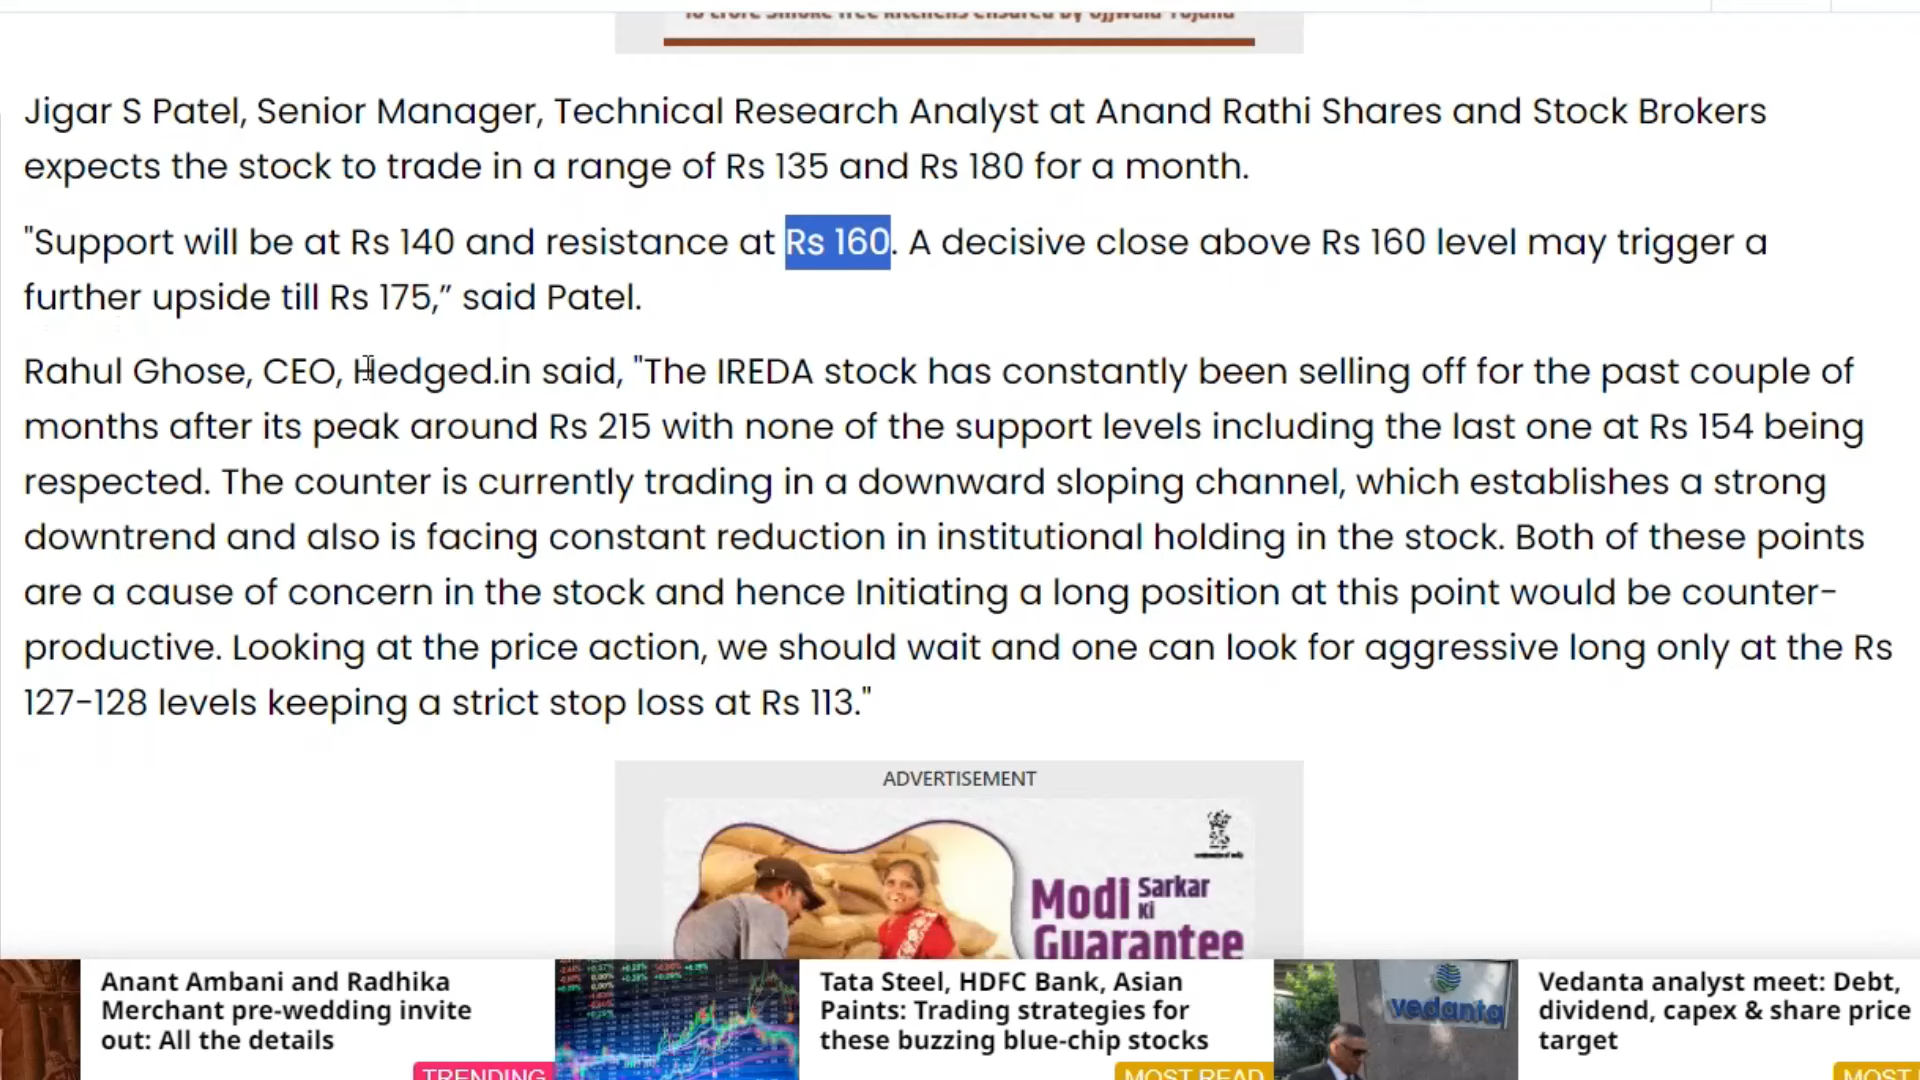 10 crore smoke free kitchens ensured by Ujjwala Yojana
Jigar S Patel, Senior Manager, Technical Research Analyst at Anand Rathi Shares and Stock Brokers
expects the stock to trade in a range of Rs 135 and Rs 180 for a month.
"Support will be at Rs 140 and resistance at Rs 160. A decisive close above Rs 160 level may trigger a
further upside till Rs 175,” said Patel.
Rahul Ghose, CEO, Hedged.in said, "The IREDA stock has constantly been selling off for the past couple of
months after its peak around Rs 215 with none of the support levels including the last one at Rs 154 being
respected. The counter is currently trading in a downward sloping channel, which establishes a strong
downtrend and also is facing constant reduction in institutional holding in the stock. Both of these points
are a cause of concern in the stock and hence Initiating a long position at this point would be counter-
productive. Looking at the price action, we should wait and one can look for aggressive long only at the Rs
127-128 levels keeping a strict stop loss at Rs 113."
ADVERTISEMENT
Modi Sarkar
Ki
Guarantee
Anant Ambani and Radhika
Merchant pre-wedding invite
out: All the details
TRENDING
Tata Steel, HDFC Bank, Asian
Paints: Trading strategies for
these buzzing blue-chip stocks
MOST READ
vedanta
Vedanta analyst meet: Debt,
dividend, capex & share price
target
MOST